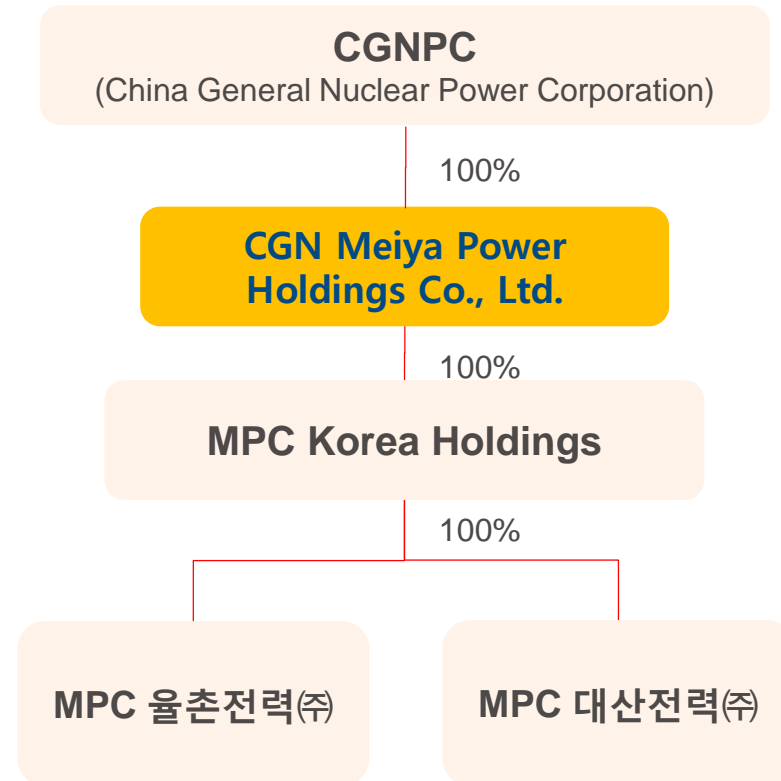 CGNPC
(China General Nuclear Power Corporation)
100%
CGN Meiya Power
Holdings Co., Ltd.
100%
MPC Korea Holdings
100%
MPC 율촌전력㈜
MPC 대산전력㈜